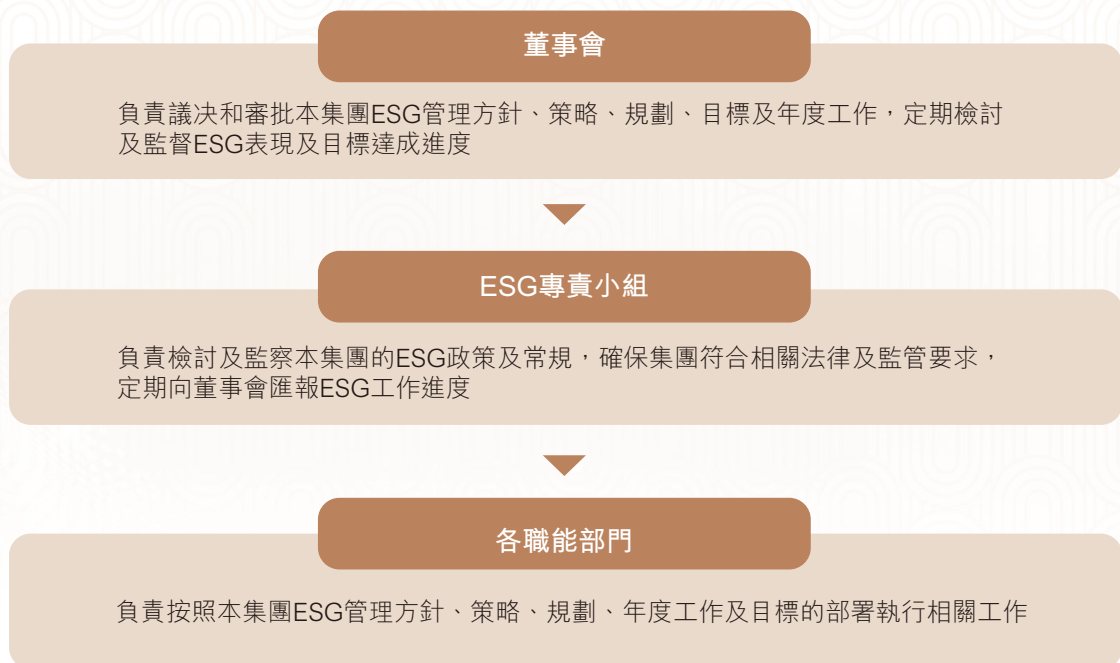 董事會
負責議決和審批本集團ESG管理方針、策略、規劃、目標及年度工作，定期檢討
及監督ESG表現及目標達成進度
ESG專責小組
負責檢討及監察本集團的ESG政策及常規，確保集團符合相關法律及監管要求，
定期向董事會匯報ESG工作進度
各職能部門
負責按照本集團ESG管理方針、策略、規劃、年度工作及目標的部署執行相關工作